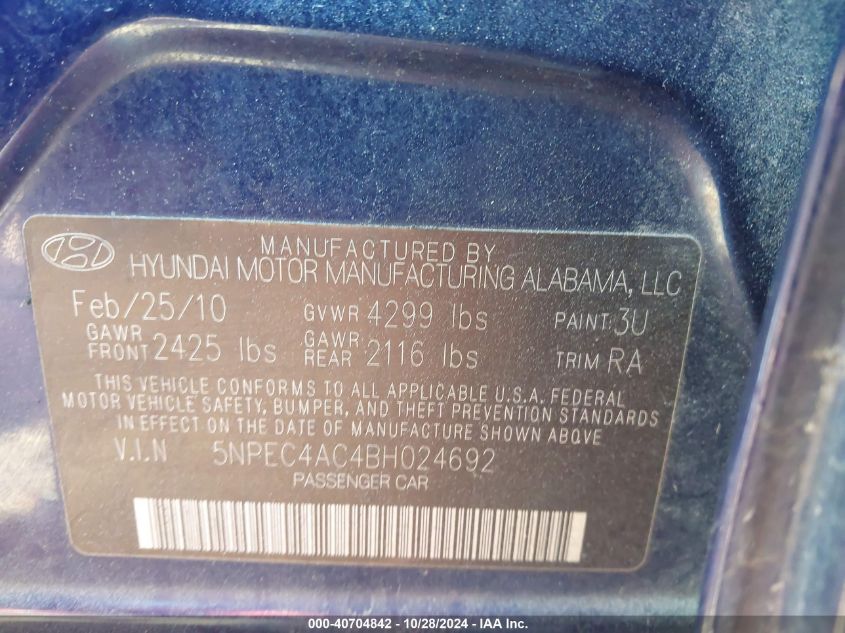 MANUFACTURED BY
HYUNDAI MOTOR MANUFACTURING ALABAMA, LLC
Feb/25/10 GVWR 4299 lbs PAINT:3U
GAWR FRONT 2425 lbs GAWR REAR 2116 lbs TRIM RA
THIS VEHICLE CONFORMS TO ALL APPLICABLE U.S.A. FEDERAL
MOTOR VEHICLE SAFETY, BUMPER, AND THEFT PREVENTION STANDARDS
IN EFFECT ON THE DATE OF MANUFACTURE SHOWN ABOVE
V.I.N 5NPEC4AC4BH024692
PASSENGER CAR
000-40704842 - 10/28/2024 - IAA Inc.